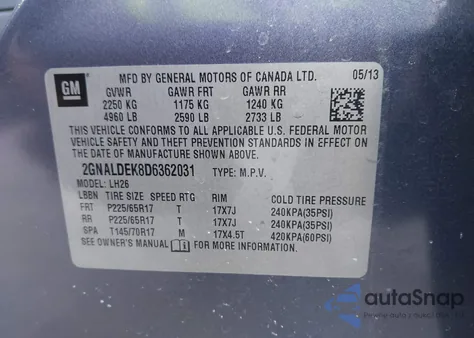 GM
MFD BY GENERAL MOTORS OF CANADA LTD. 05/13
GVWR GAWR FRT GAWR RR
2250 KG 1175 KG 1240 KG
4960 LB 2590 LB 2733 LB
THIS VEHICLE CONFORMS TO ALL APPLICABLE U.S. FEDERAL MOTOR
VEHICLE SAFETY AND THEFT PREVENTION STANDARDS IN EFFECT ON
THE DATE OF MANUFACTURE SHOWN ABOVE.
2GNALDEK8D6362031 TYPE: M.P.V.
MODEL: LH26
LBBN TIRE SIZE SPEED RTG RIM COLD TIRE PRESSURE
FRT P225/65R17 T 17X7J 240KPA(35PSI)
RR P225/65R17 T 17X7J 240KPA(35PSI)
SPA T145/70R17 M 17X4.5T 420KPA(60PSI)
SEE OWNER'S MANUAL FOR MORE INFORMATION
autoSnap